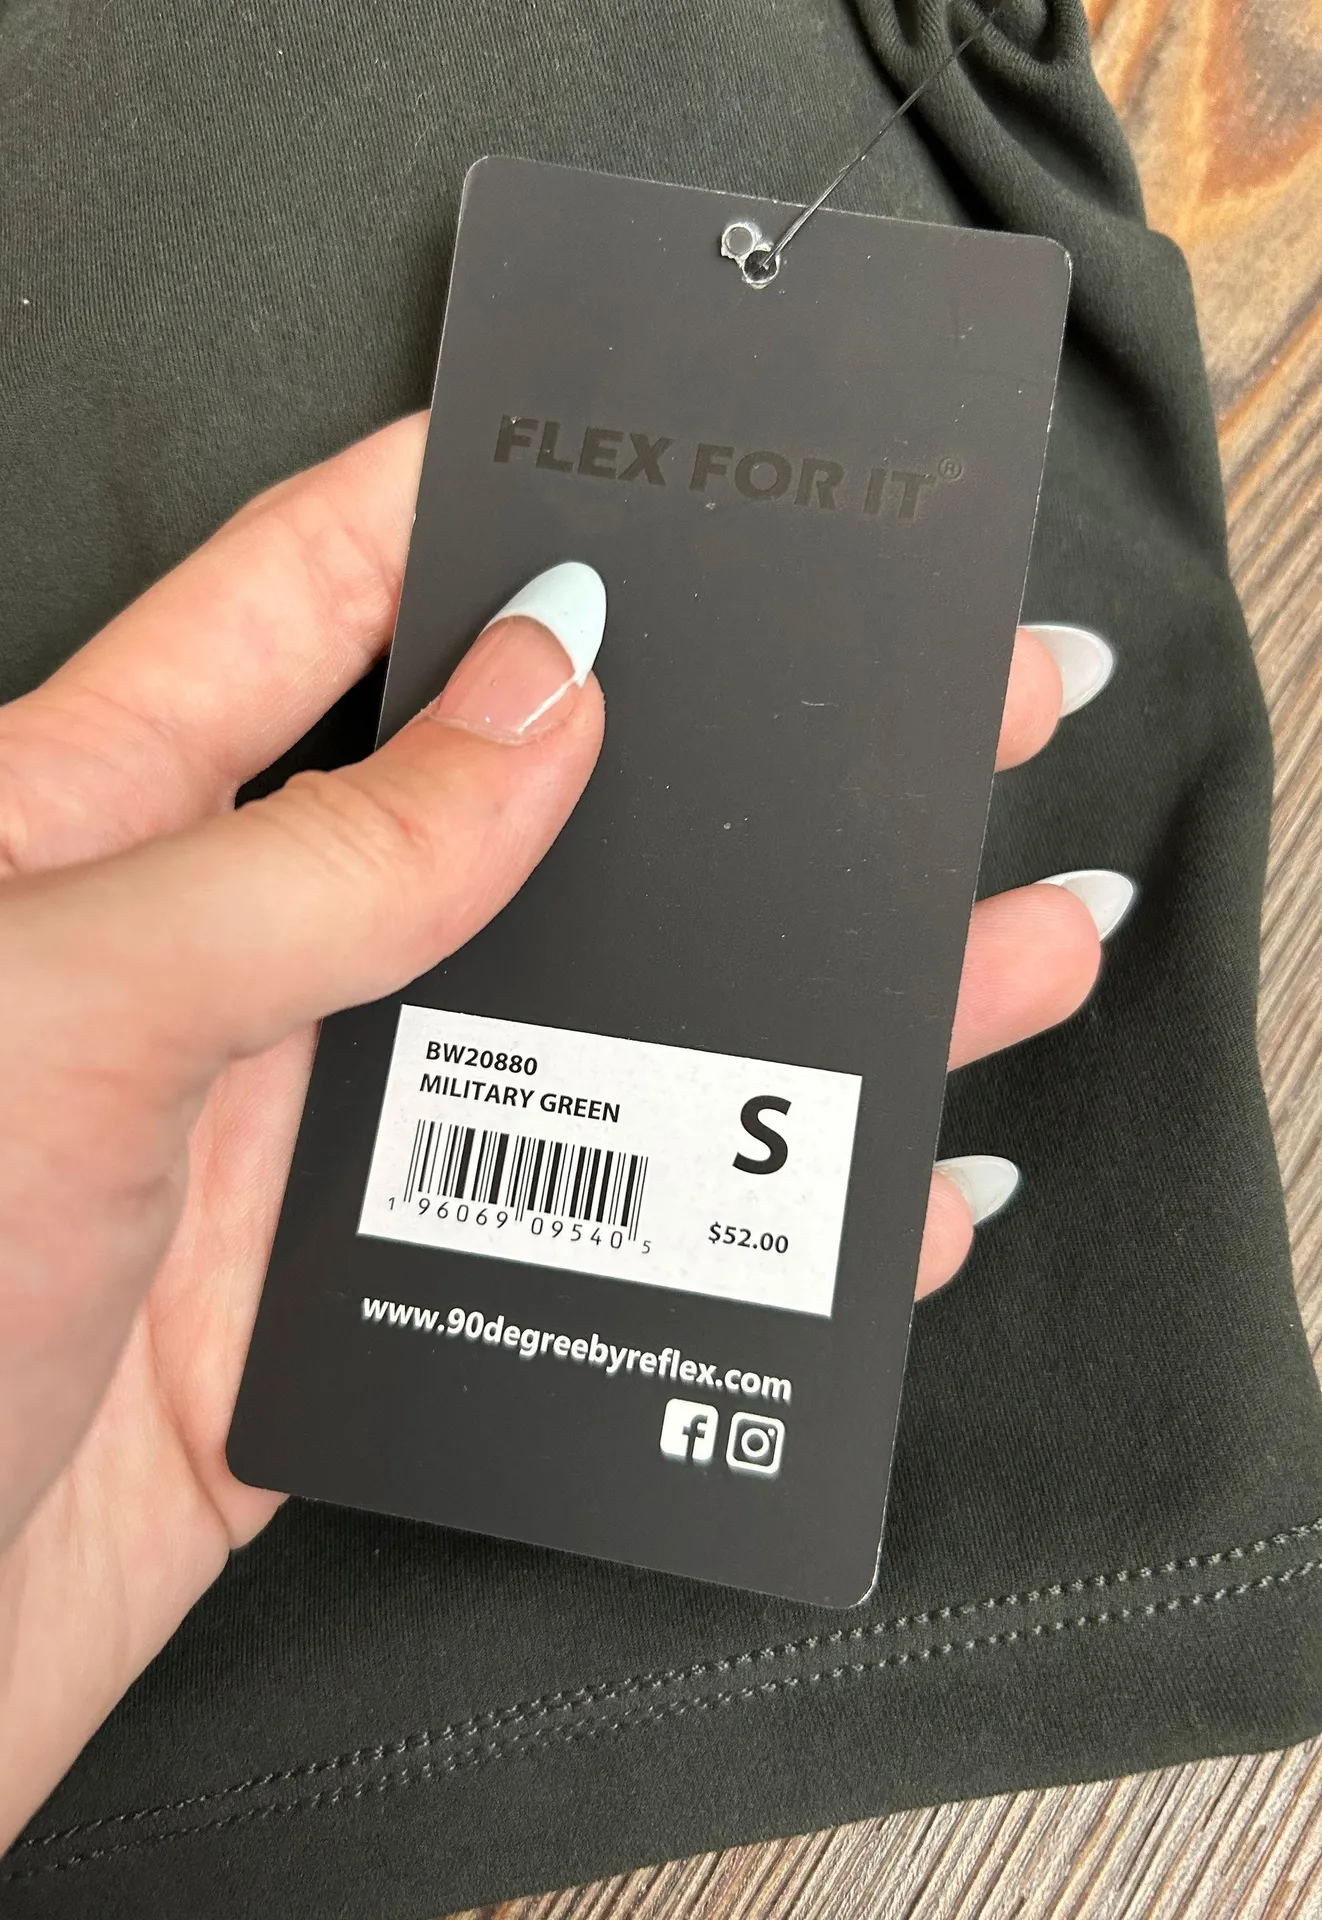 FLEX FOR IT®
BW20880
MILITARY GREEN
S
1 96069 09540 5
$52.00
www.90degreebyreflex.com